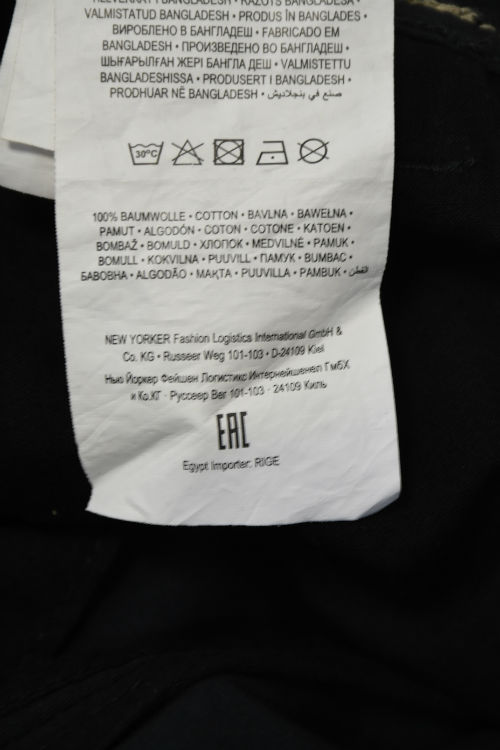 VALMISTATUD BANGLADESH • PRODUS ÎN BANGLADES •
ВИРОБЛЕНО В БАНГЛАДЕШ • FABRICADO EM
BANGLADESH • ПРОИЗВЕДЕНО ВО БАНГЛАДЕШ •
ШЫҒАРЫЛҒАН ЖЕРІ БАНГЛА ДЕШ • VALMISTETTU
BANGLADESHISSA • PRODUSERT I BANGLADESH •
PRODHUAR NË BANGLADESH • صنع في بنجلاديش
30°C
100% BAUMWOLLE • COTTON • BAVLNA • BAWEŁNA •
PAMUT • ALGODÓN • COTON • COTONE • KATOEN •
BOMBAŽ • BOMULD • ХЛОПОК • MEDVILNĖ • PAMUK •
BOMULL • KOKVILNA • PUUVILL • ПАМУК • BUMBAC •
БАВОВНА • ALGODÃO • МАҚТА • PUUVILLA • PAMBUK • القطن
NEW YORKER Fashion Logistics International GmbH &
Co. KG • Russeer Weg 101-103 • D-24109 Kiel
Нью Йоркер Фейшен Логистикс Интернейшенел ГмбХ
и Ко.КГ · Руссеер Вег 101-103 · 24109 Киль
EAC
Egypt Importer: RIGE